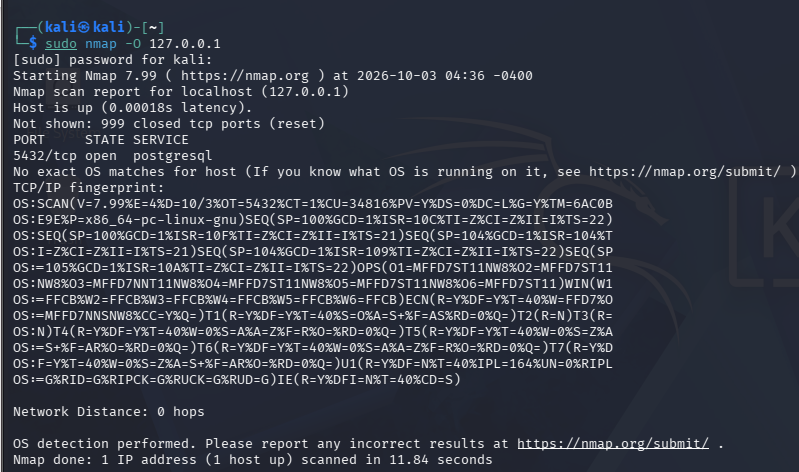 ┌──(kali㉿kali)-[~]
└─$ sudo nmap -O 127.0.0.1
[sudo] password for kali:
Starting Nmap 7.99 ( https://nmap.org ) at 2026-10-03 04:36 -0400
Nmap scan report for localhost (127.0.0.1)
Host is up (0.00018s latency).
Not shown: 999 closed tcp ports (reset)
PORT     STATE SERVICE
5432/tcp open  postgresql
No exact OS matches for host (If you know what OS is running on it, see https://nmap.org/submit/ )
TCP/IP fingerprint:
OS:SCAN(V=7.99%E=4%D=10/3%OT=5432%CT=1%CU=34816%PV=Y%DS=0%DC=L%G=Y%TM=6AC0B
OS:E9E%P=x86_64-pc-linux-gnu)SEQ(SP=100%GCD=1%ISR=10C%TI=Z%CI=Z%II=I%TS=22)
OS:SEQ(SP=100%GCD=1%ISR=10F%TI=Z%CI=Z%II=I%TS=21)SEQ(SP=104%GCD=1%ISR=104%T
OS:I=Z%CI=Z%II=I%TS=21)SEQ(SP=104%GCD=1%ISR=109%TI=Z%CI=Z%II=I%TS=22)SEQ(SP
OS:=105%GCD=1%ISR=10A%TI=Z%CI=Z%II=I%TS=22)OPS(O1=MFFD7ST11NW8%O2=MFFD7ST11
OS:NW8%O3=MFFD7NNT11NW8%O4=MFFD7ST11NW8%O5=MFFD7ST11NW8%O6=MFFD7ST11)WIN(W1
OS:=FFCB%W2=FFCB%W3=FFCB%W4=FFCB%W5=FFCB%W6=FFCB)ECN(R=Y%DF=Y%T=40%W=FFD7%O
OS:=MFFD7NNSNW8%CC=Y%Q=)T1(R=Y%DF=Y%T=40%S=O%A=S+%F=AS%RD=0%Q=)T2(R=N)T3(R=
OS:N)T4(R=Y%DF=Y%T=40%W=0%S=A%A=Z%F=R%O=%RD=0%Q=)T5(R=Y%DF=Y%T=40%W=0%S=Z%A
OS:=S+%F=AR%O=%RD=0%Q=)T6(R=Y%DF=Y%T=40%W=0%S=A%A=Z%F=R%O=%RD=0%Q=)T7(R=Y%D
OS:F=Y%T=40%W=0%S=Z%A=S+%F=AR%O=%RD=0%Q=)U1(R=Y%DF=N%T=40%IPL=164%UN=0%RIPL
OS:=G%RID=G%RIPCK=G%RUCK=G%RUD=G)IE(R=Y%DFI=N%T=40%CD=S)
Network Distance: 0 hops
OS detection performed. Please report any incorrect results at https://nmap.org/submit/ .
Nmap done: 1 IP address (1 host up) scanned in 11.84 seconds